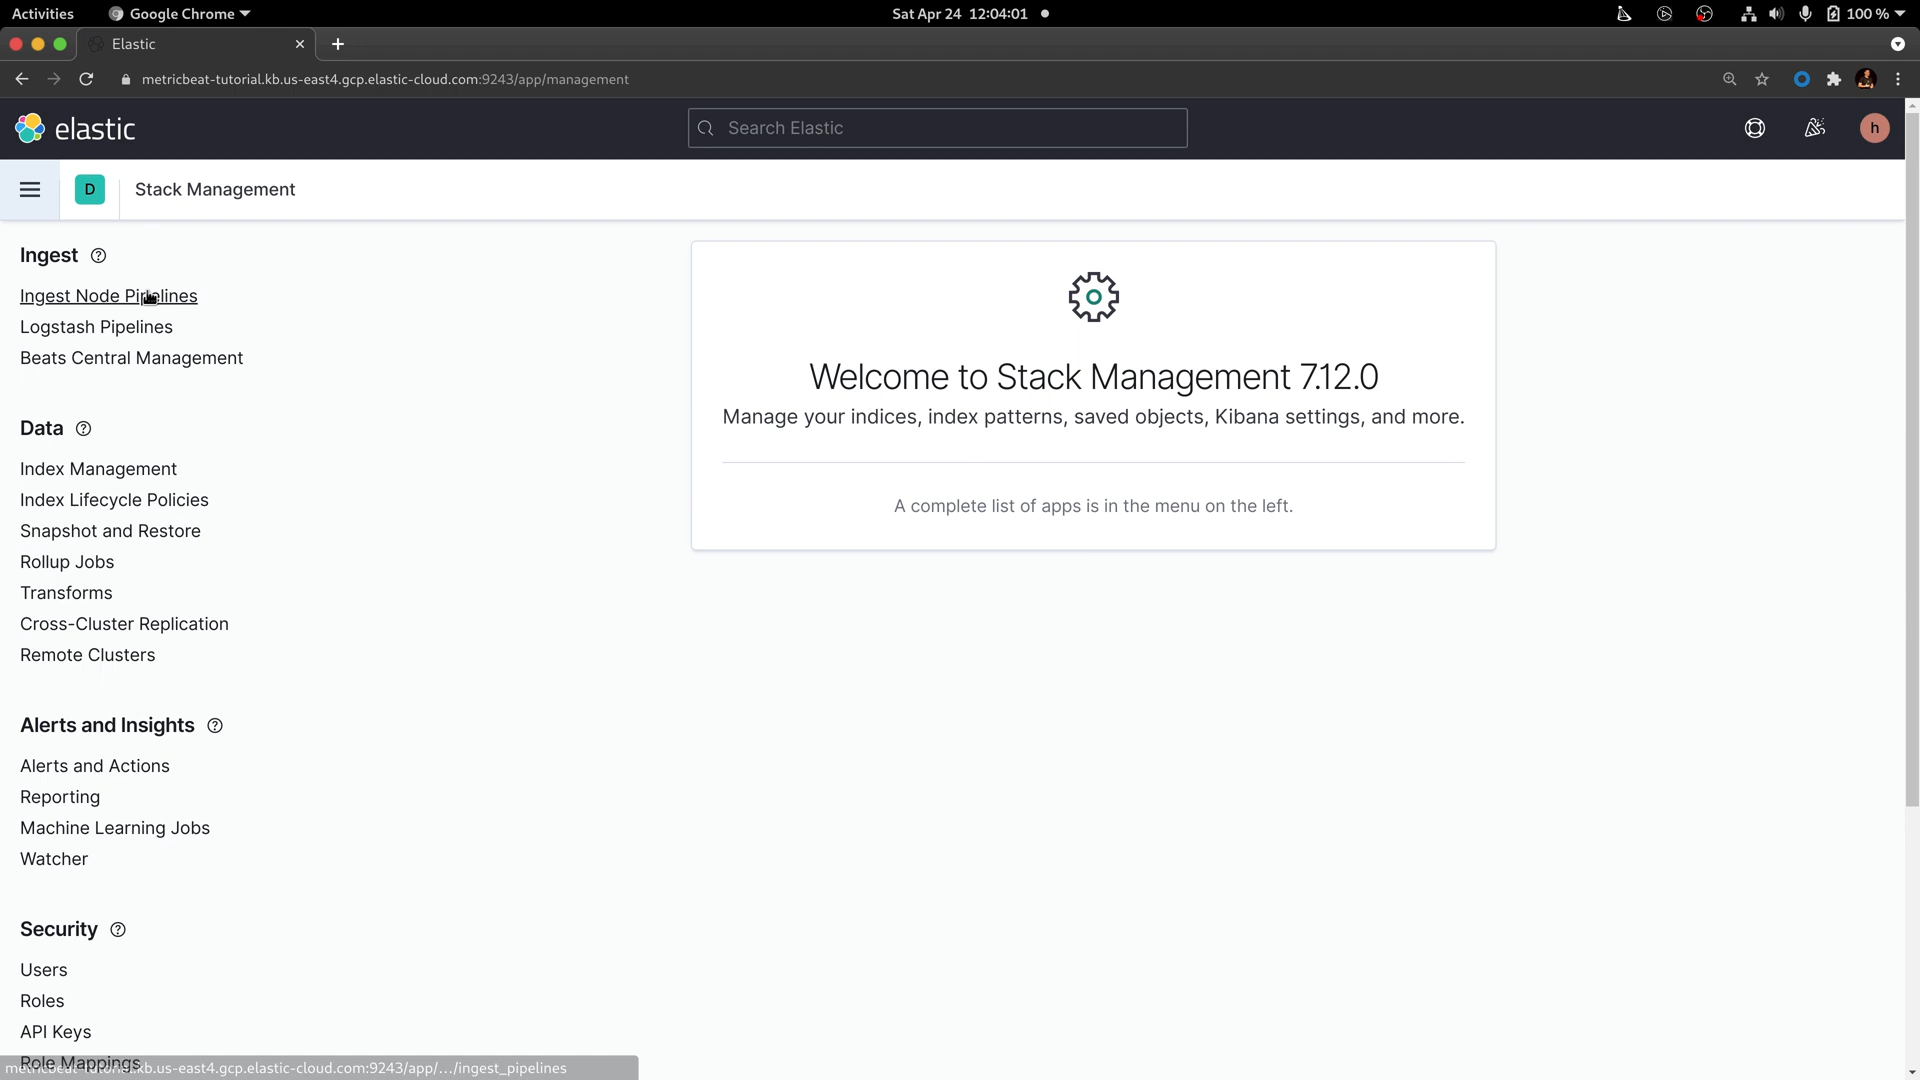 Activities
Google Chrome
Sat Apr 24 12:04:01
100 %
Elastic
metricbeat-tutorial.kb.us-east4.gcp.elastic-cloud.com:9243/app/management
elastic
Search Elastic
h
D
Stack Management
Ingest
Ingest Node Pipelines
Logstash Pipelines
Beats Central Management
Data
Index Management
Index Lifecycle Policies
Snapshot and Restore
Rollup Jobs
Transforms
Cross-Cluster Replication
Remote Clusters
Alerts and Insights
Alerts and Actions
Reporting
Machine Learning Jobs
Watcher
Security
Users
Roles
API Keys
Role Mappings
metricbeat-tutorial.kb.us-east4.gcp.elastic-cloud.com:9243/app/…/ingest_pipelines
Welcome to Stack Management 7.12.0
Manage your indices, index patterns, saved objects, Kibana settings, and more.
A complete list of apps is in the menu on the left.